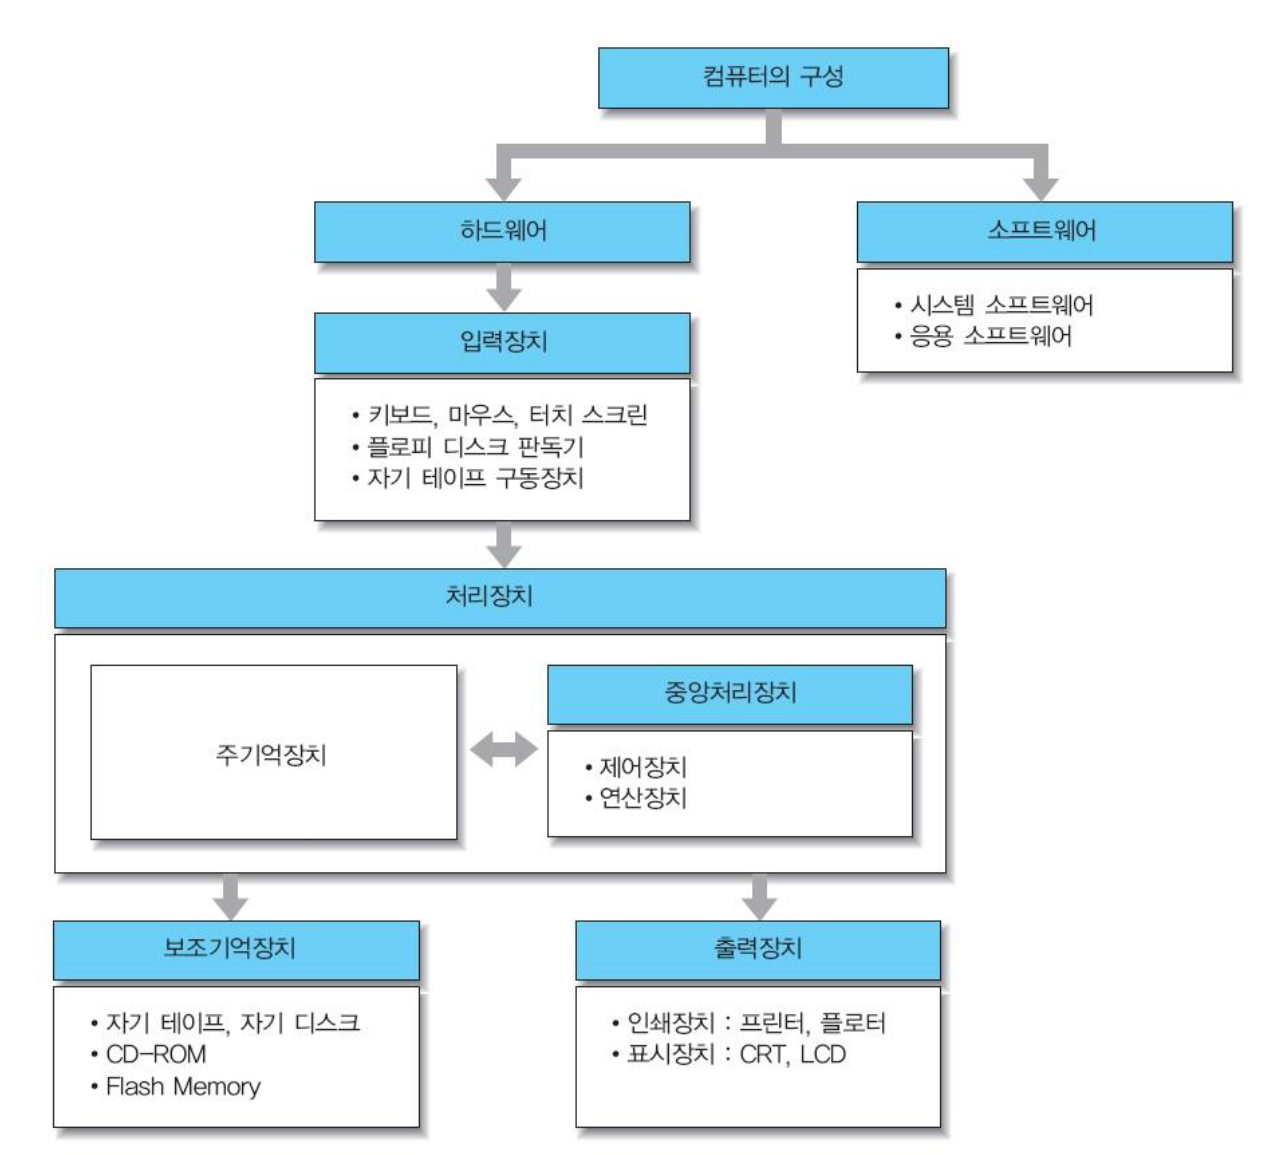 컴퓨터의 구성
하드웨어
소프트웨어
• 시스템 소프트웨어
• 응용 소프트웨어
입력장치
• 키보드, 마우스, 터치 스크린
• 플로피 디스크 판독기
• 자기 테이프 구동장치
처리장치
주기억장치
중앙처리장치
• 제어장치
• 연산장치
보조기억장치
• 자기 테이프, 자기 디스크
• CD-ROM
• Flash Memory
출력장치
• 인쇄장치 : 프린터, 플로터
• 표시장치 : CRT, LCD